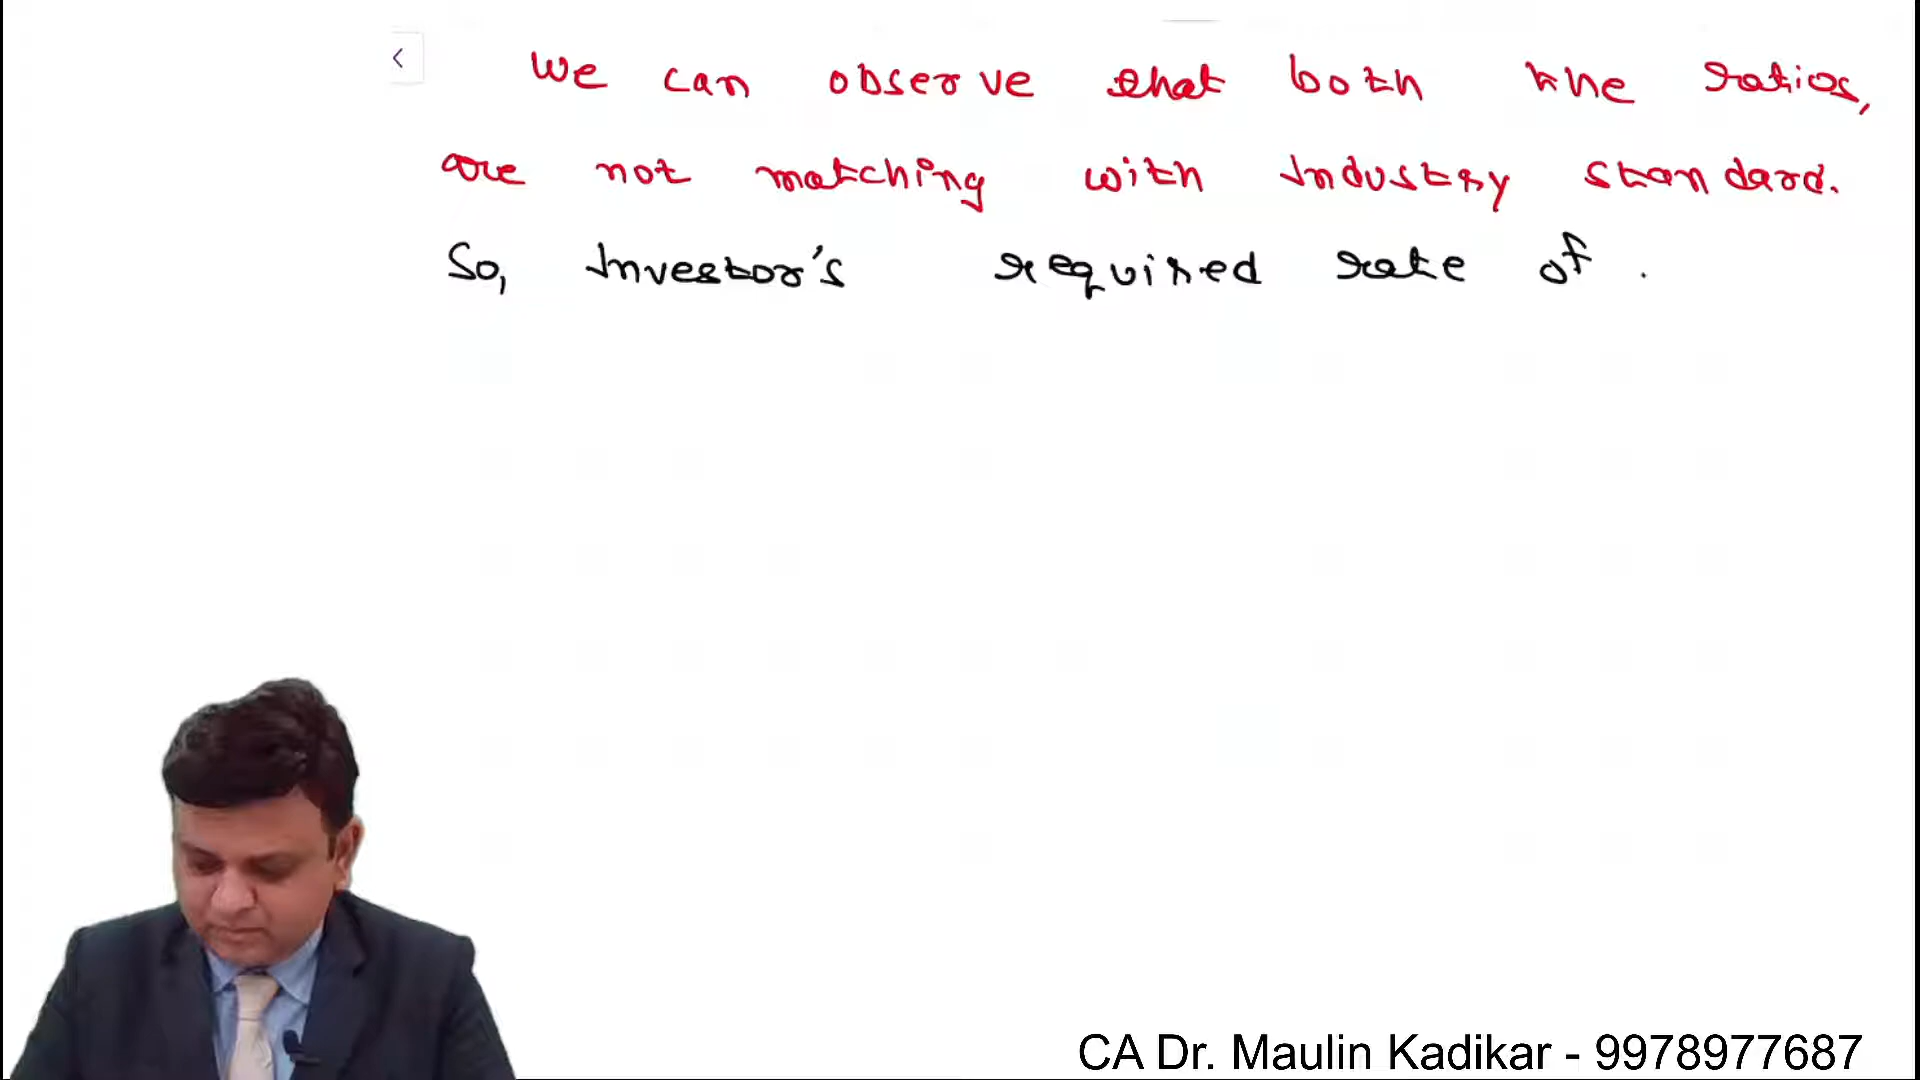 We can observe that both the ratios,
are not matching with Industry standard.
So, Investor's required rate of .
CA Dr. Maulin Kadikar - 9978977687